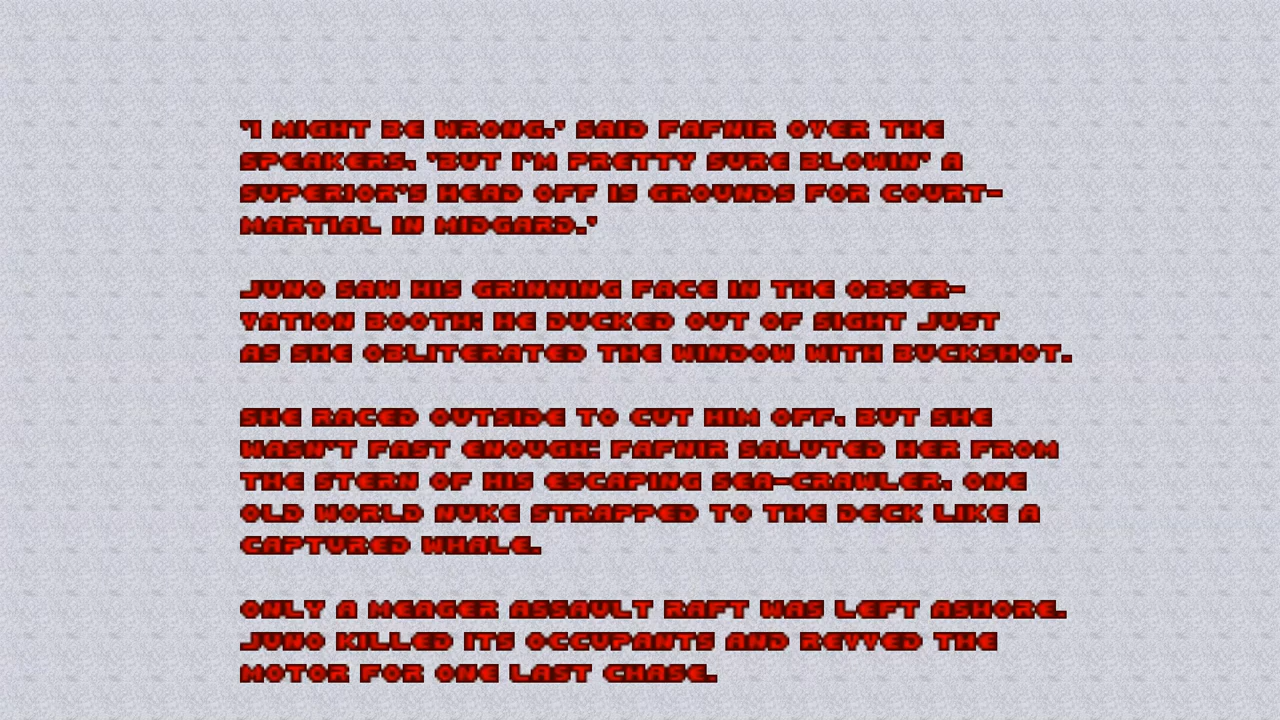 'I MIGHT BE WRONG,' SAID FAFNIR OVER THE
SPEAKERS, 'BUT I'M PRETTY SURE BLOWIN' A
SUPERIOR'S HEAD OFF IS GROUNDS FOR COURT-
MARTIAL IN MIDGARD.'
JUNO SAW HIS GRINNING FACE IN THE OBSER-
VATION BOOTH: HE DUCKED OUT OF SIGHT JUST
AS SHE OBLITERATED THE WINDOW WITH BUCKSHOT.
SHE RACED OUTSIDE TO CUT HIM OFF, BUT SHE
WASN'T FAST ENOUGH: FAFNIR SALUTED HER FROM
THE STERN OF HIS ESCAPING SEA-CRAWLER, ONE
OLD WORLD NUKE STRAPPED TO THE DECK LIKE A
CAPTURED WHALE.
ONLY A MEAGER ASSAULT RAFT WAS LEFT ASHORE.
JUNO KILLED ITS OCCUPANTS AND REVVED THE
MOTOR FOR ONE LAST CHASE.